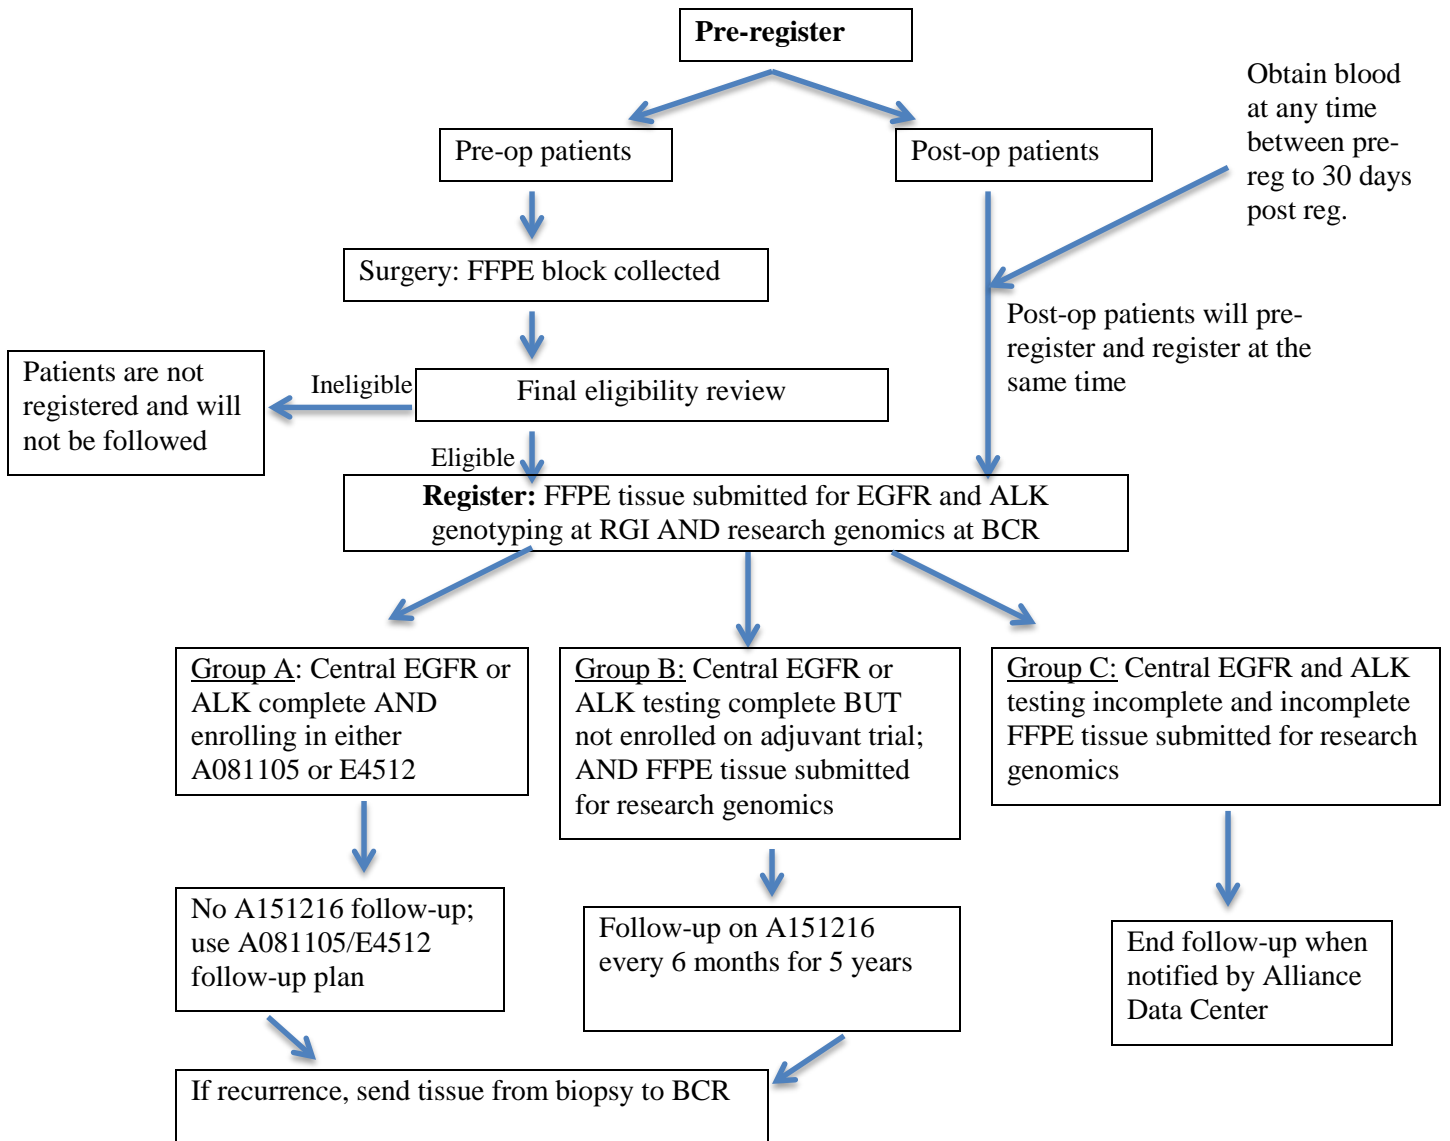 Pre-register
Obtain blood
at any time
between pre-
reg to 30 days
post reg.
Pre-op patients
Post-op patients
Surgery: FFPE block collected
Post-op patients will pre-
register and register at the
same time
Patients are not
registered and will
not be followed
Ineligible
Final eligibility review
Eligible
Register: FFPE tissue submitted for EGFR and ALK
genotyping at RGI AND research genomics at BCR
Group A: Central EGFR or
ALK complete AND
enrolling in either
A081105 or E4512
Group B: Central EGFR or
ALK testing complete BUT
not enrolled on adjuvant trial;
AND FFPE tissue submitted
for research genomics
Group C: Central EGFR and ALK
testing incomplete and incomplete
FFPE tissue submitted for research
genomics
No A151216 follow-up;
use A081105/E4512
follow-up plan
Follow-up on A151216
every 6 months for 5 years
End follow-up when
notified by Alliance
Data Center
If recurrence, send tissue from biopsy to BCR